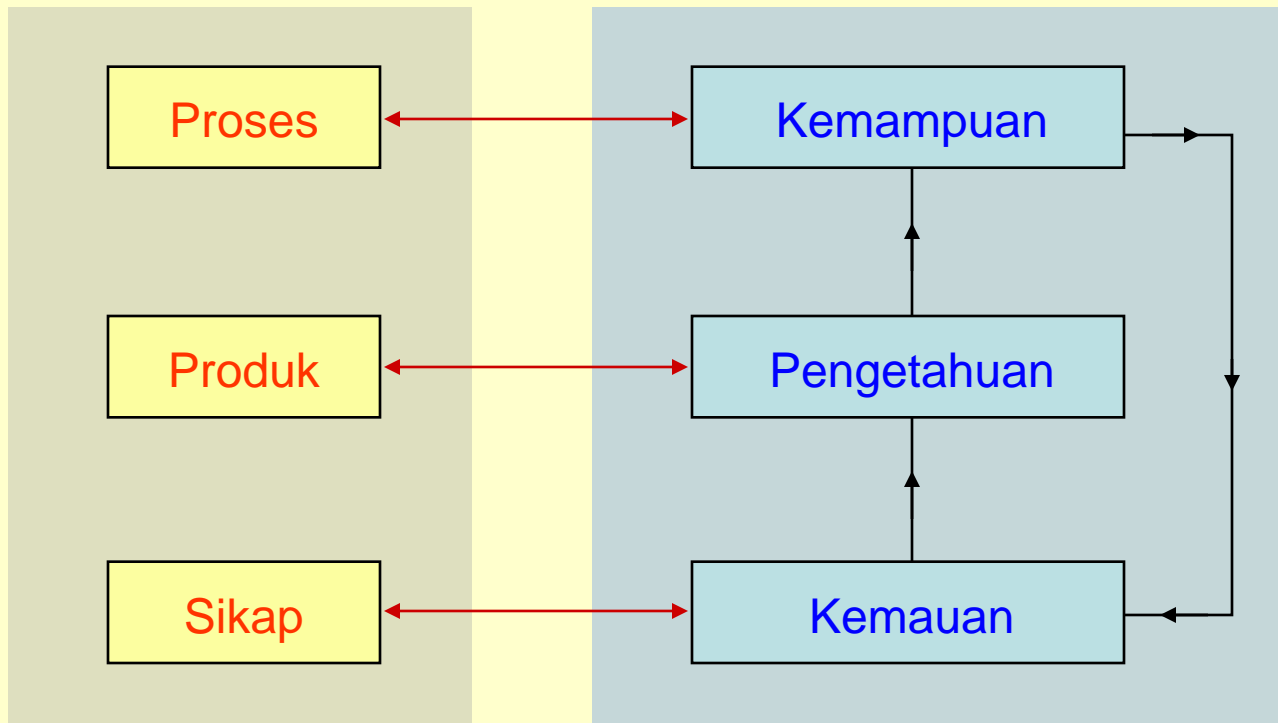 Proses
Kemampuan
Produk
Pengetahuan
Sikap
Kemauan